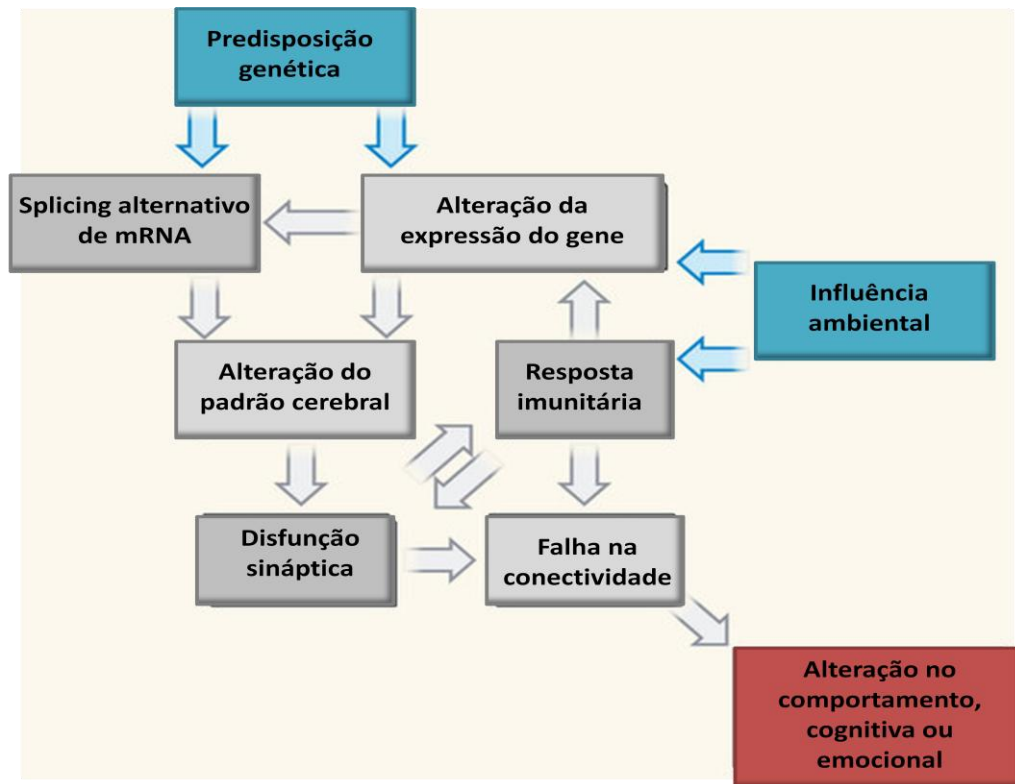 Predisposição
genética
Splicing alternativo
de mRNA
Alteração da
expressão do gene
Influência
ambiental
Alteração do
padrão cerebral
Resposta
imunitária
Disfunção
sináptica
Falha na
conectividade
Alteração no
comportamento,
cognitiva ou
emocional